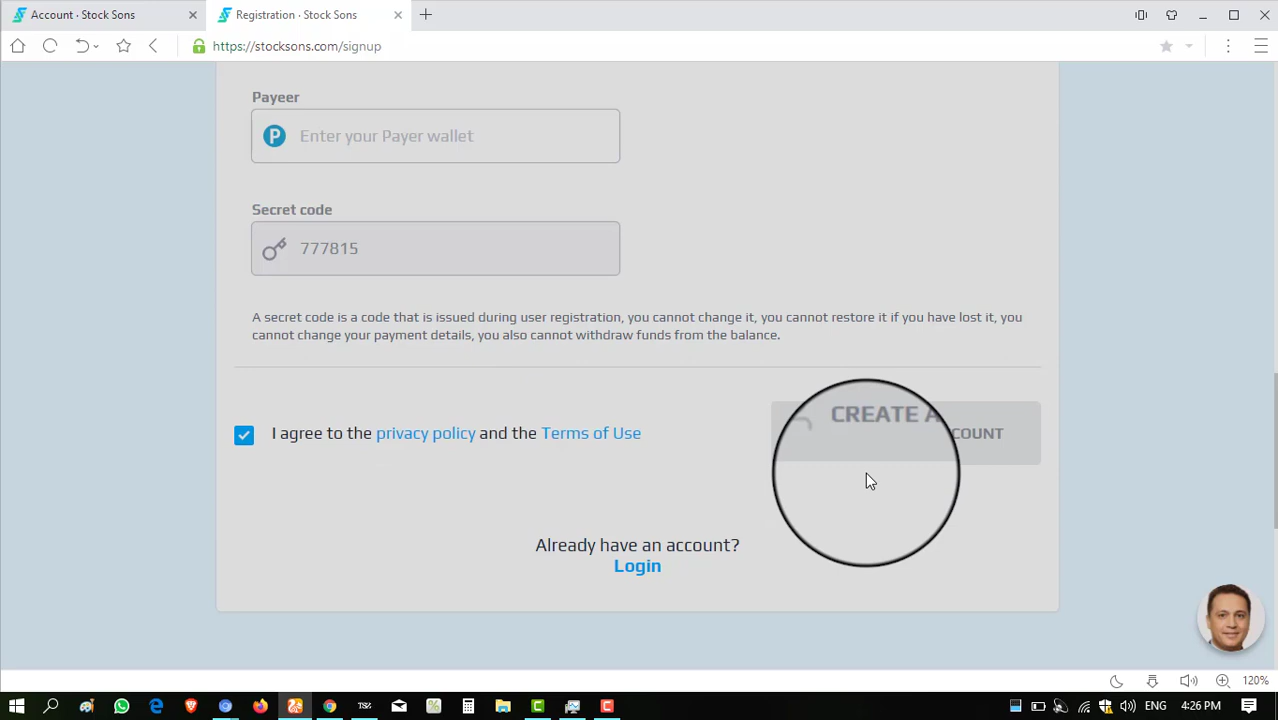 Account · Stock Sons
Registration · Stock Sons
https://stocksons.com/signup
Payeer
P
Enter your Payer wallet
Secret code
777815
A secret code is a code that is issued during user registration, you cannot change it, you cannot restore it if you have lost it, you
cannot change your payment details, you also cannot withdraw funds from the balance.
I agree to the privacy policy and the Terms of Use
CREATE A
COUNT
Already have an account?
Login
120%
ENG
4:26 PM